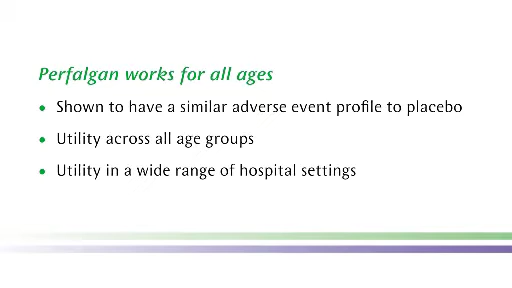 Perfalgan works for all ages
• Shown to have a similar adverse event profile to placebo
• Utility across all age groups
• Utility in a wide range of hospital settings